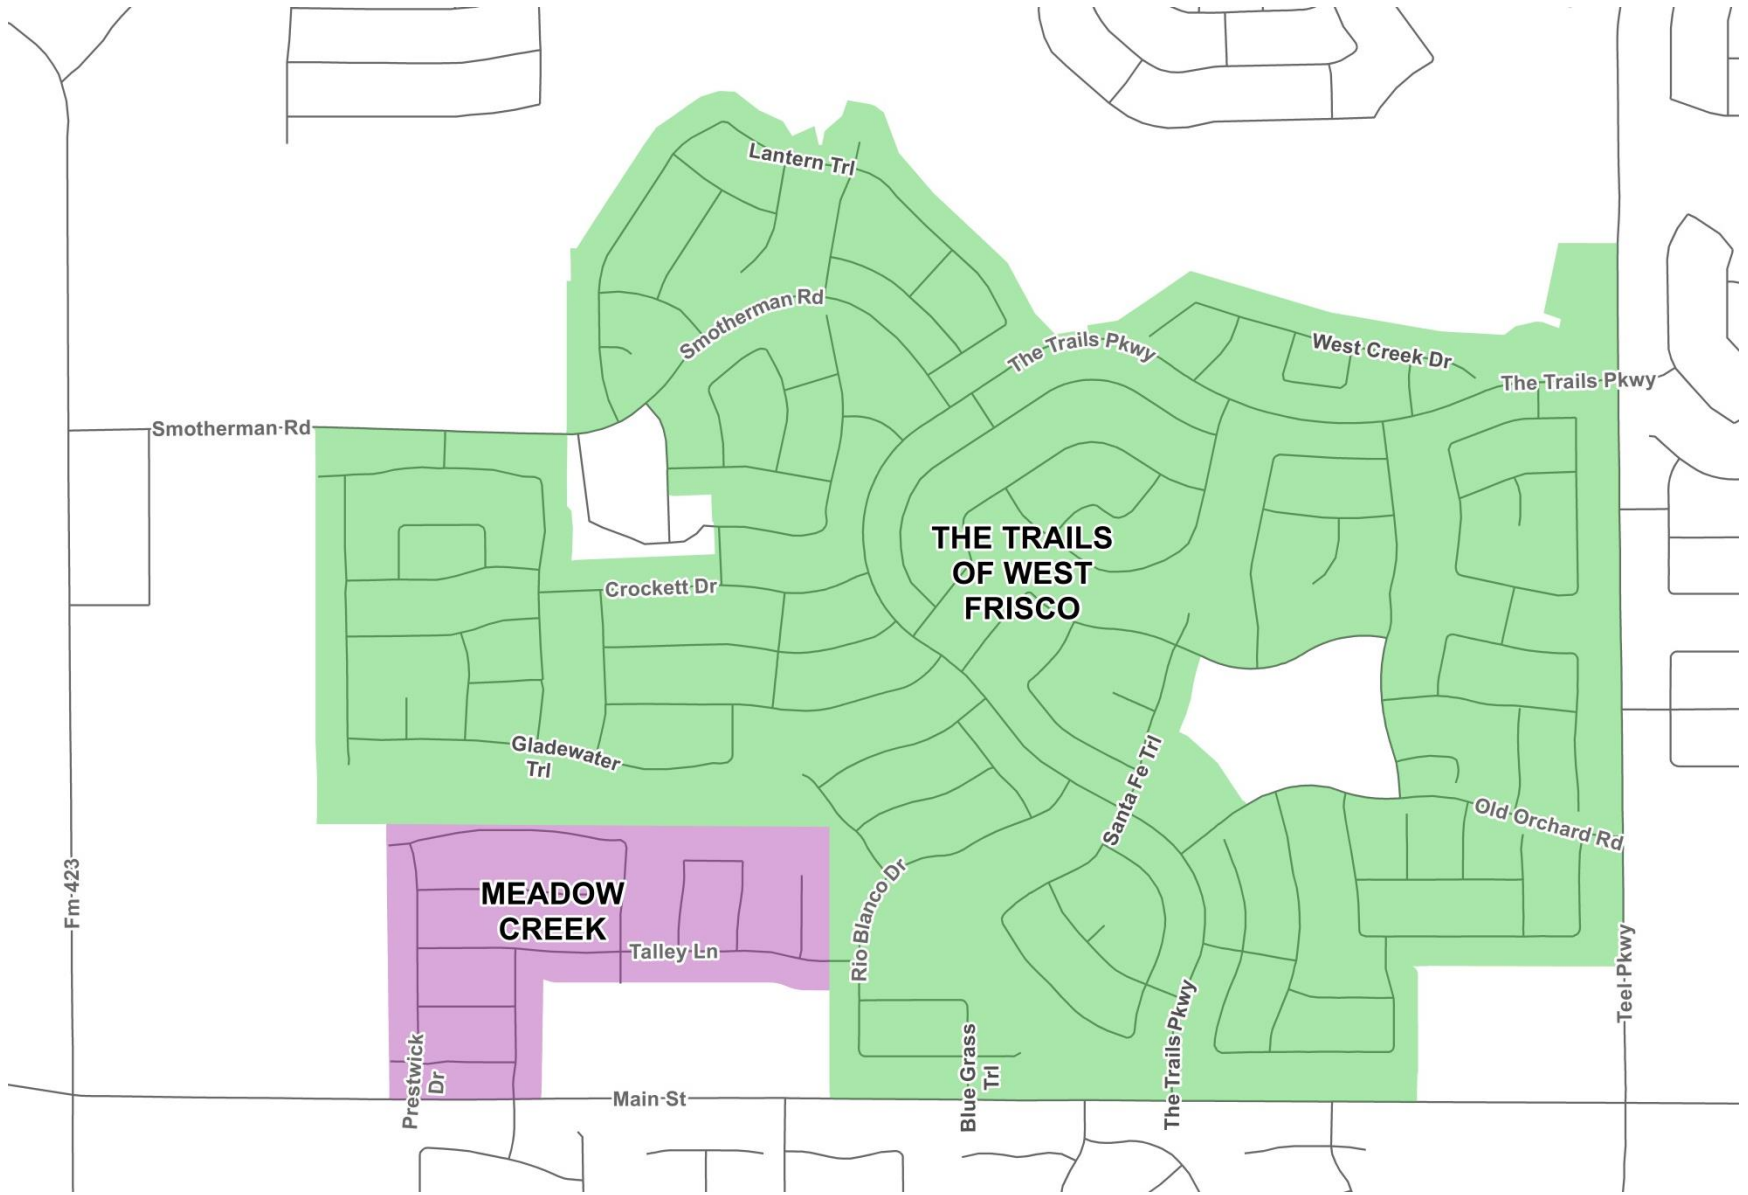 Lantern Trl
Smotherman Rd
The Trails Pkwy
West Creek Dr
The Trails Pkwy
Smotherman Rd
THE TRAILS
OF WEST
FRISCO
Crockett Dr
Gladewater
Trl
Santa Fe Trl
Old Orchard Rd
Fm-423
MEADOW
CREEK
Rio Blanco Dr
Talley Ln
Teel Pkwy
Prestwick
Dr
Blue Grass
Trl
The Trails Pkwy
Main St